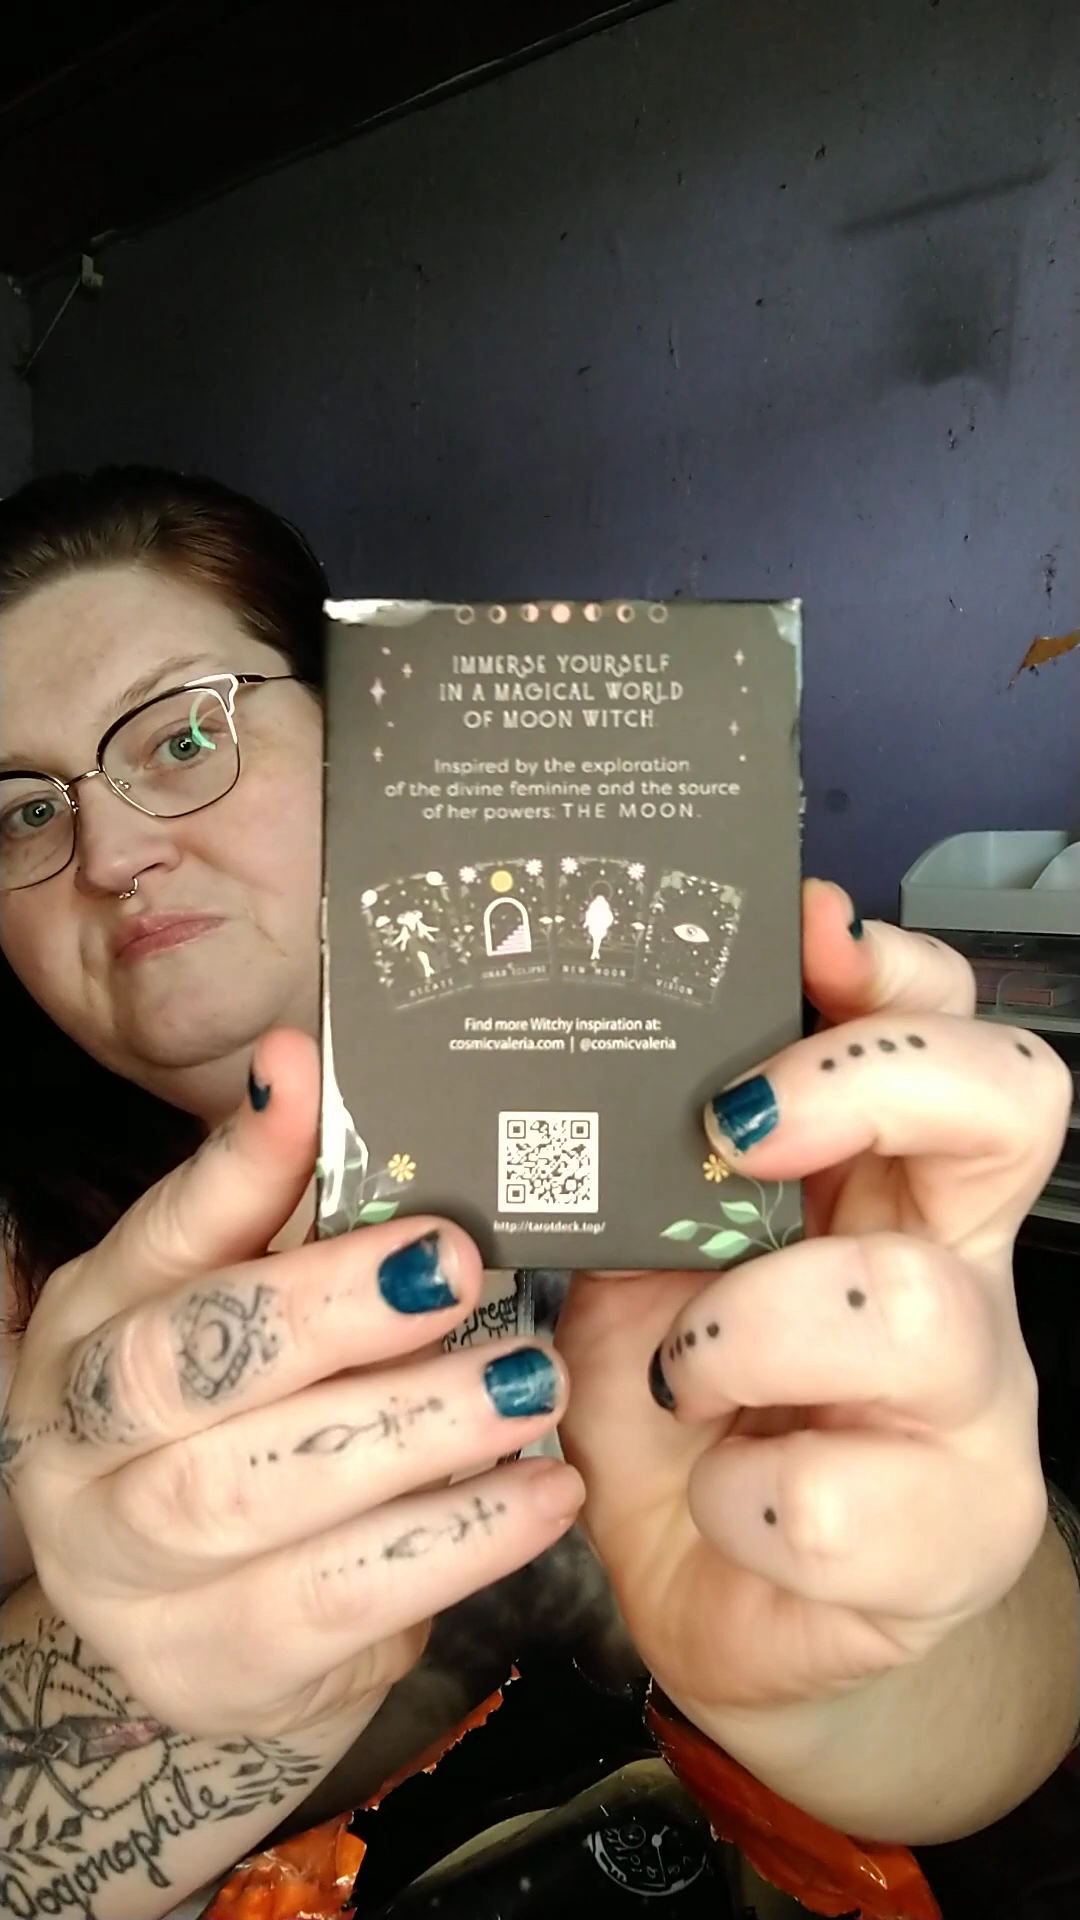 IMMERSE YOURSELF
IN A MAGICAL WORLD
OF MOON WITCH
Inspired by the exploration
of the divine feminine and the source
of her powers: THE MOON.
HECATE
LUNAR ECLIPSE
NEW MOON
VISION
Find more Witchy inspiration at:
cosmicvaleria.com | @cosmicvaleria
http://tarotdeck.top/
Pogonophile